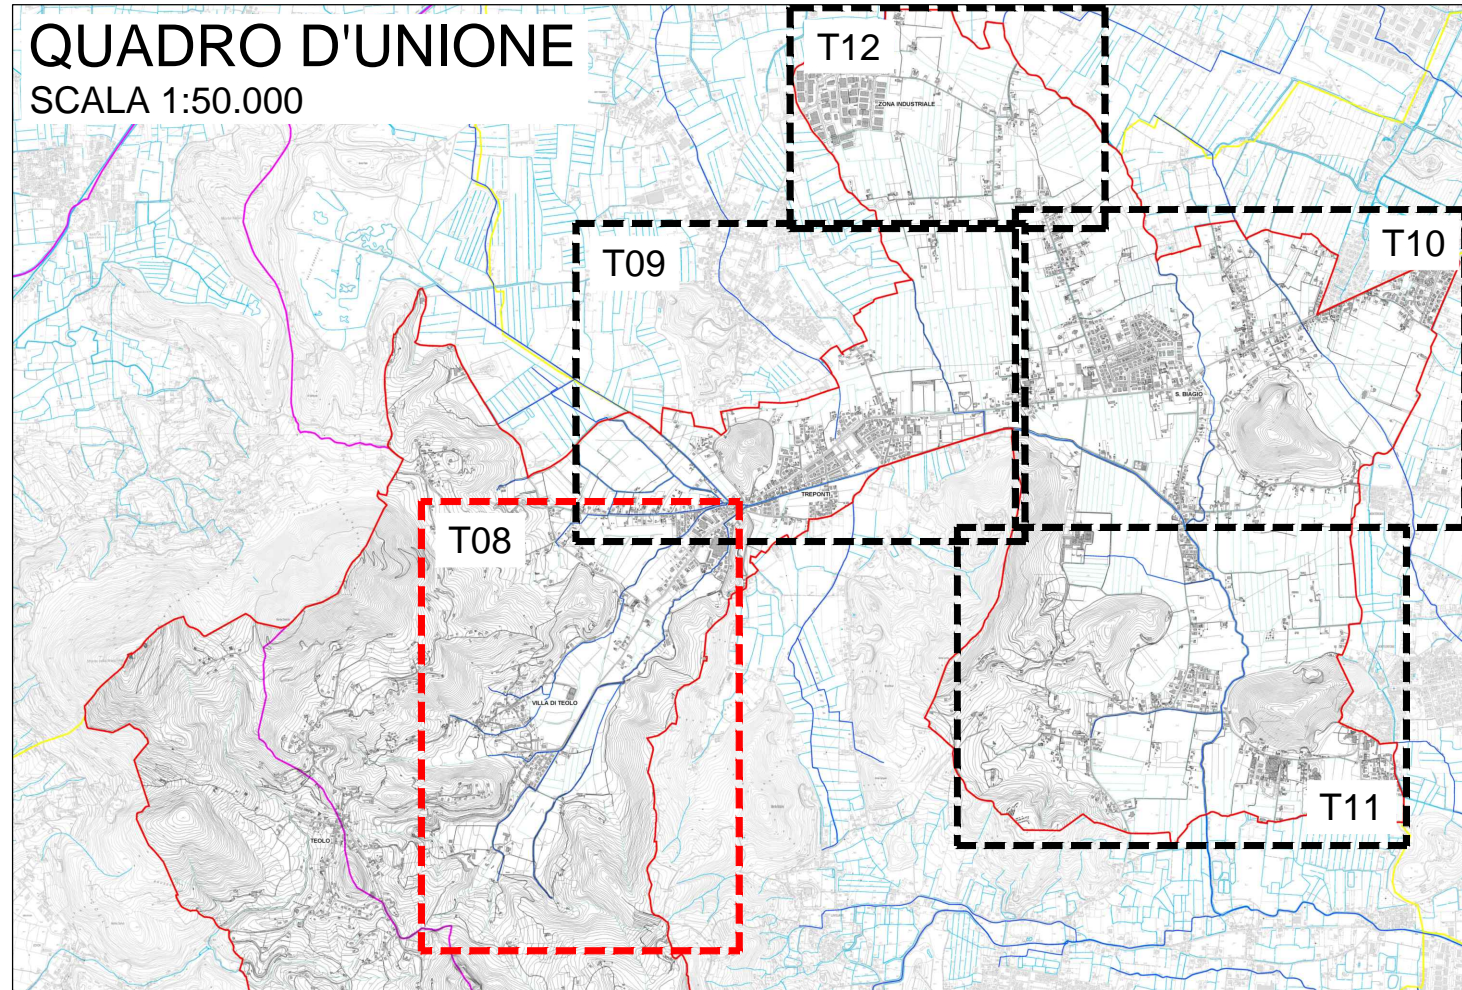 QUADRO D'UNIONE
SCALA 1:50.000
T12
ZONA INDUSTRIALE
T10
T09
S. BIAGIO
TREPONTI
T08
VILLA DI TEOLO
T11
TEOLO